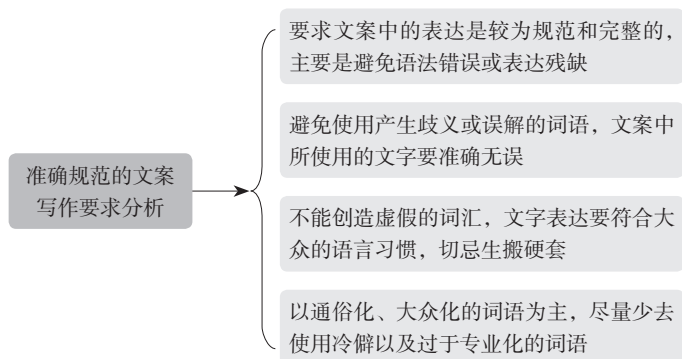 准确规范的文案
写作要求分析
要求文案中的表达是较为规范和完整的，
主要是避免语法错误或表达残缺
避免使用产生歧义或误解的词语，文案中
所使用的文字要准确无误
不能创造虚假的词汇，文字表达要符合大
众的语言习惯，切忌生搬硬套
以通俗化、大众化的词语为主，尽量少去
使用冷僻以及过于专业化的词语